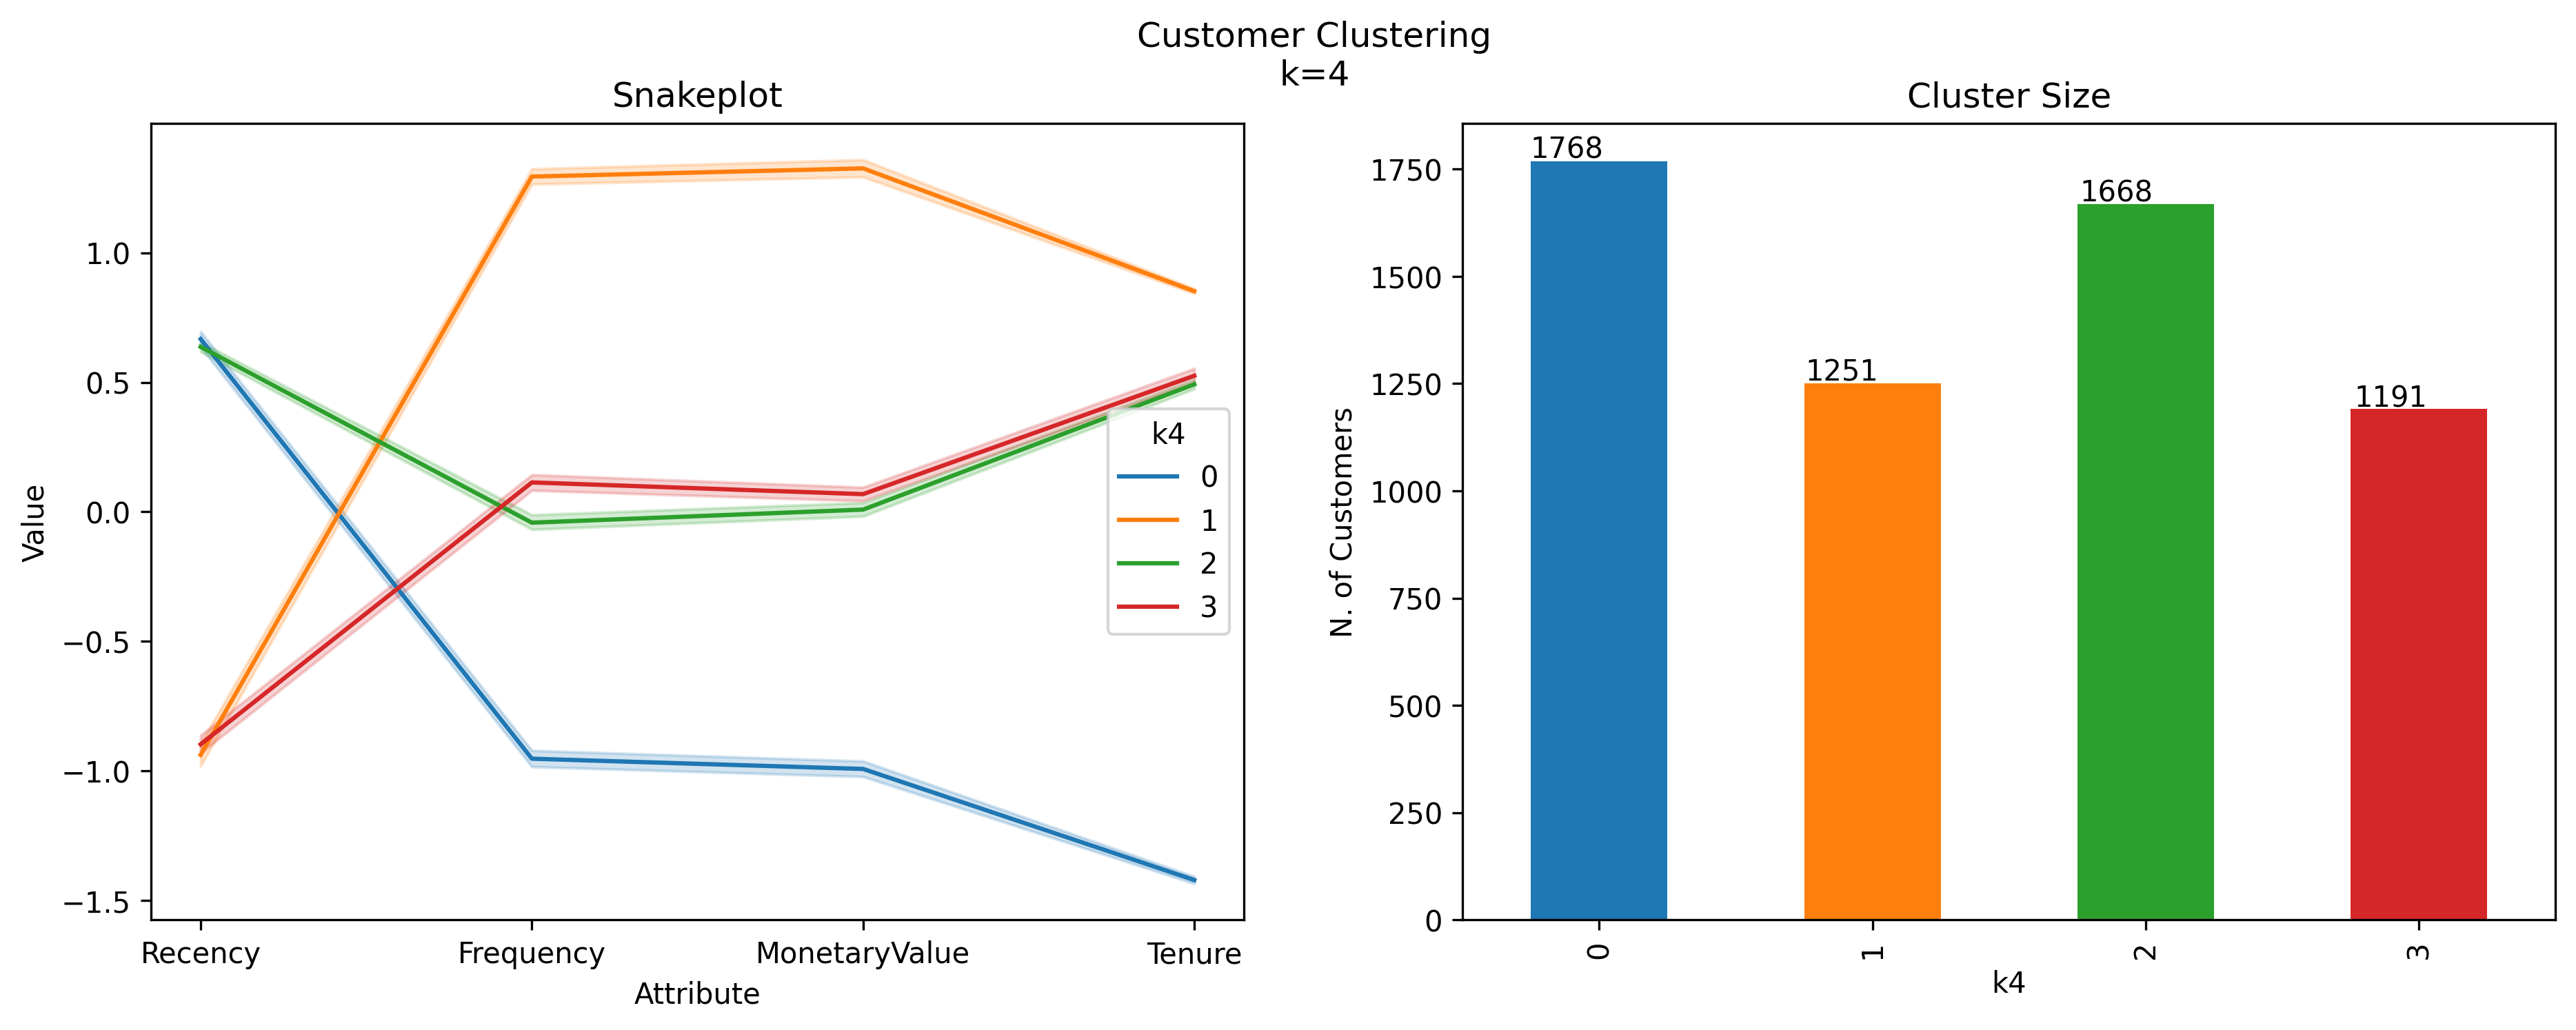 Customer Clustering
k=4
Snakeplot
Value
1.0
0.5
0.0
−0.5
−1.0
−1.5
Recency
Frequency
MonetaryValue
Tenure
Attribute
k4
0
1
2
3
Cluster Size
N. of Customers
1750
1500
1250
1000
750
500
250
0
1768
1251
1668
1191
0
1
2
3
k4